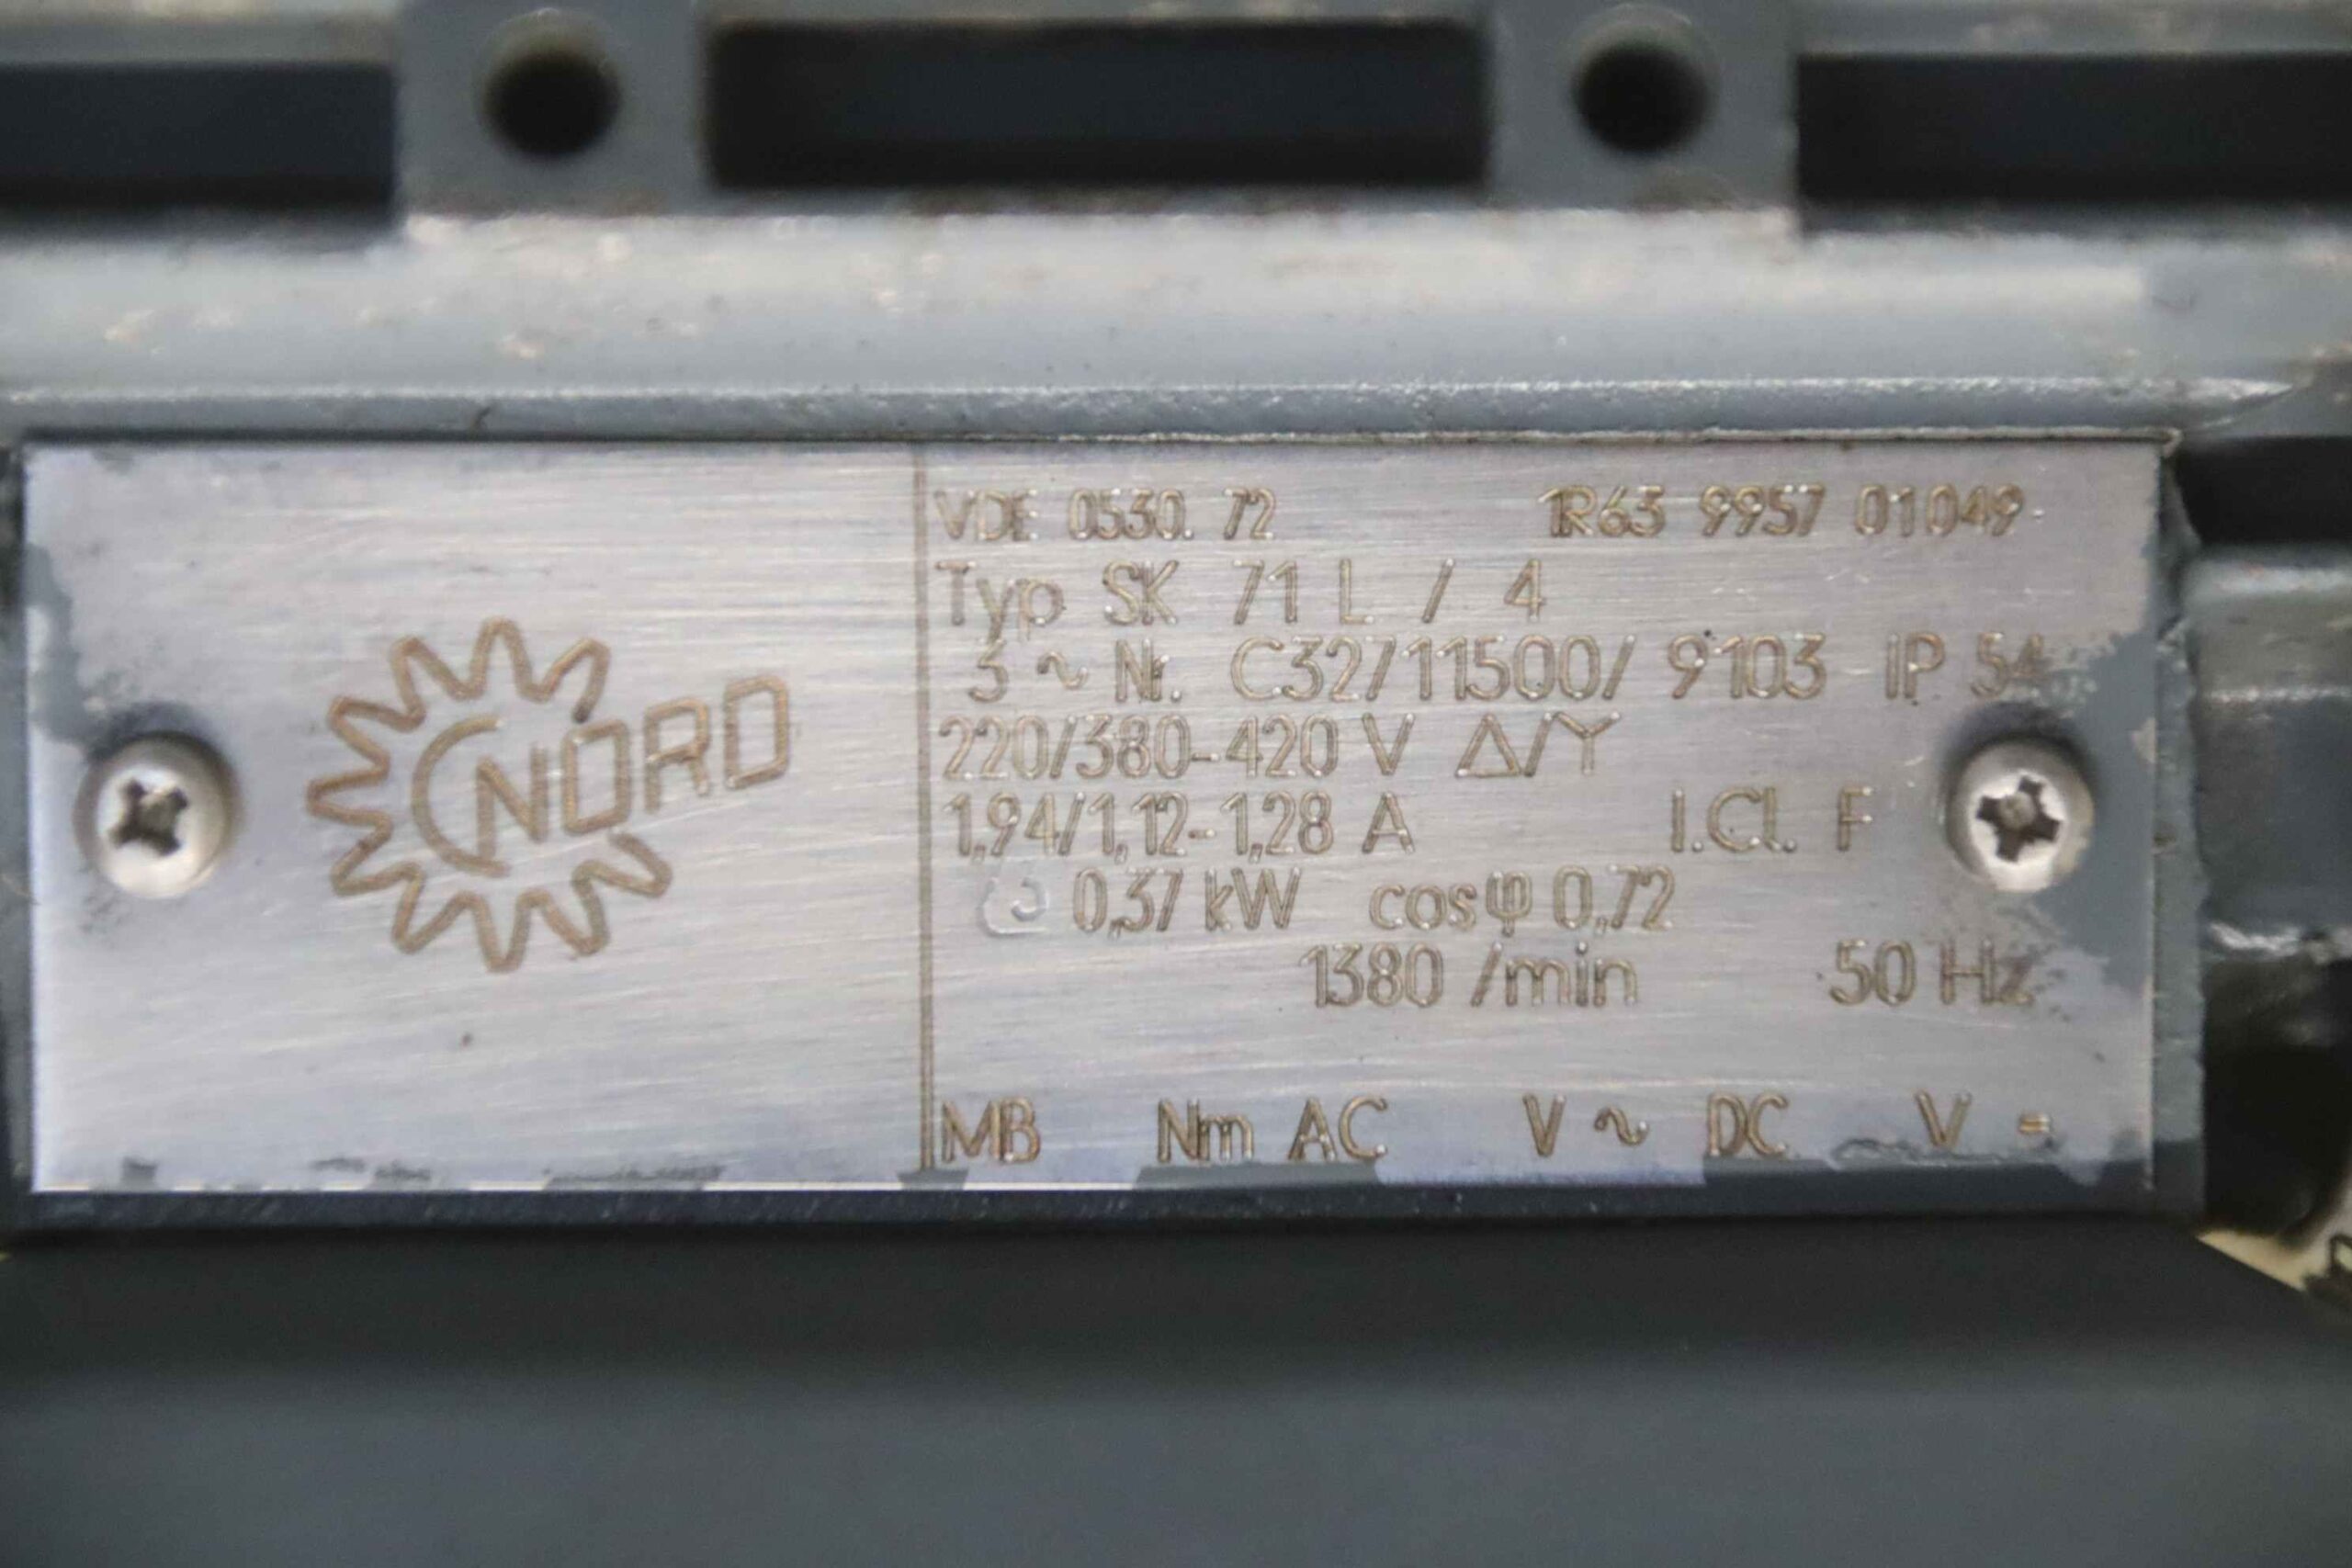 NORD
VDE 0530. 72 1R63 9957 01049
Typ SK 71 L / 4
3 ~ Nr. C32/11500/ 9103 IP 54
220/380-420 V Δ/Y
1,94/1,12-1,28 A I.Cl. F
0,37 kW cosφ 0,72
1380 /min 50 Hz
MB Nm AC V ~ DC V =